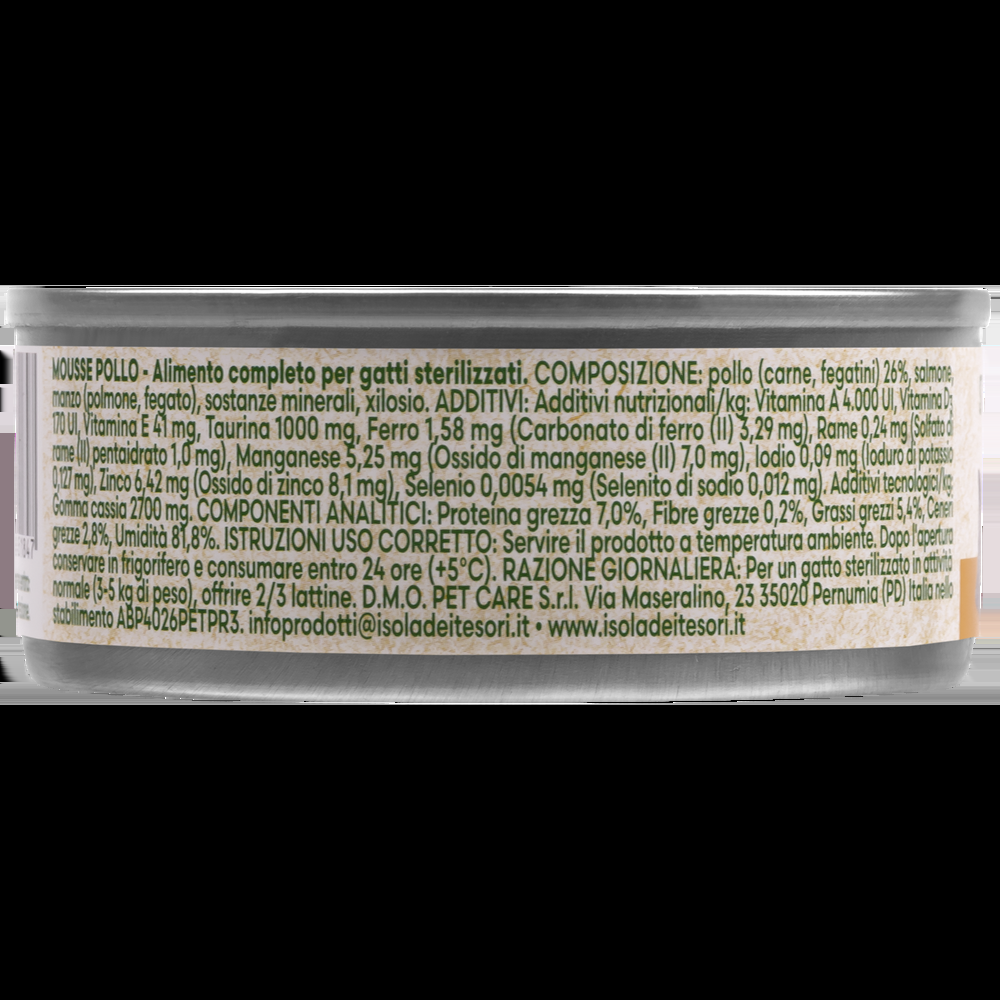 MOUSSE POLLO - Alimento completo per gatti sterilizzati. COMPOSIZIONE: pollo (carne, fegatini) 26%, salmone,
manzo (polmone, fegato), sostanze minerali, xilosio. ADDITIVI: Additivi nutrizionali/kg: Vitamina A 4.000 UI, Vitamina D3
170 UI, Vitamina E 41 mg, Taurina 1000 mg, Ferro 1,58 mg (Carbonato di ferro (II) 3,29 mg), Rame 0,24 mg (Solfato di
rame (II) pentaidrato 1,0 mg), Manganese 5,25 mg (Ossido di manganese (II) 7,0 mg), Iodio 0,09 mg (Ioduro di potassio
0,127 mg), Zinco 6,42 mg (Ossido di zinco 8,1 mg), Selenio 0,0054 mg (Selenito di sodio 0,012 mg). Additivi tecnologici/kg:
Gomma cassia 2700 mg. COMPONENTI ANALITICI: Proteina grezza 7,0%, Fibre grezze 0,2%, Grassi grezzi 5,4%, Ceneri
grezze 2,8%, Umidità 81,8%. ISTRUZIONI USO CORRETTO: Servire il prodotto a temperatura ambiente. Dopo l'apertura
conservare in frigorifero e consumare entro 24 ore (+5°C). RAZIONE GIORNALIERA: Per un gatto sterilizzato in attività
normale (3-5 kg di peso), offrire 2/3 lattine. D.M.O. PET CARE S.r.l. Via Maseralino, 23 35020 Pernumia (PD) Italia nello
stabilimento ABP4026PETPR3. infoprodotti@isoladeitesori.it • www.isoladeitesori.it